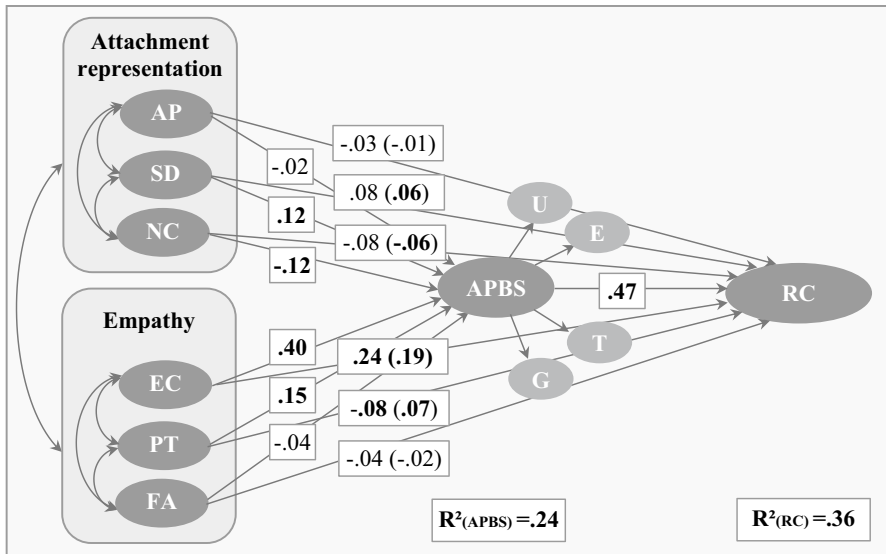 Attachment
representation
AP
SD
NC
-.03 (-.01)
-.02
.08 (.06)
.12
-.08 (-.06)
-.12
U
E
APBS
.47
RC
Empathy
EC
PT
FA
.40
.24 (.19)
.15
-.08 (.07)
-.04
-.04 (-.02)
T
G
R²(APBS) =.24
R²(RC) =.36